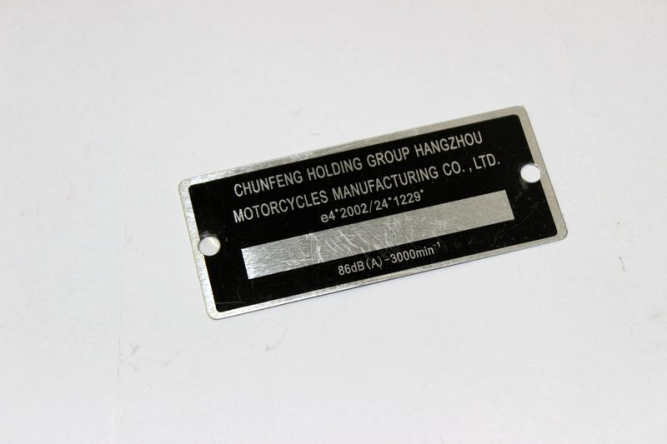 CHUNFENG HOLDING GROUP HANGZHOU
MOTORCYCLES MANUFACTURING CO., LTD.
e4*2002/24*1229*
86dB(A)-3000min⁻¹